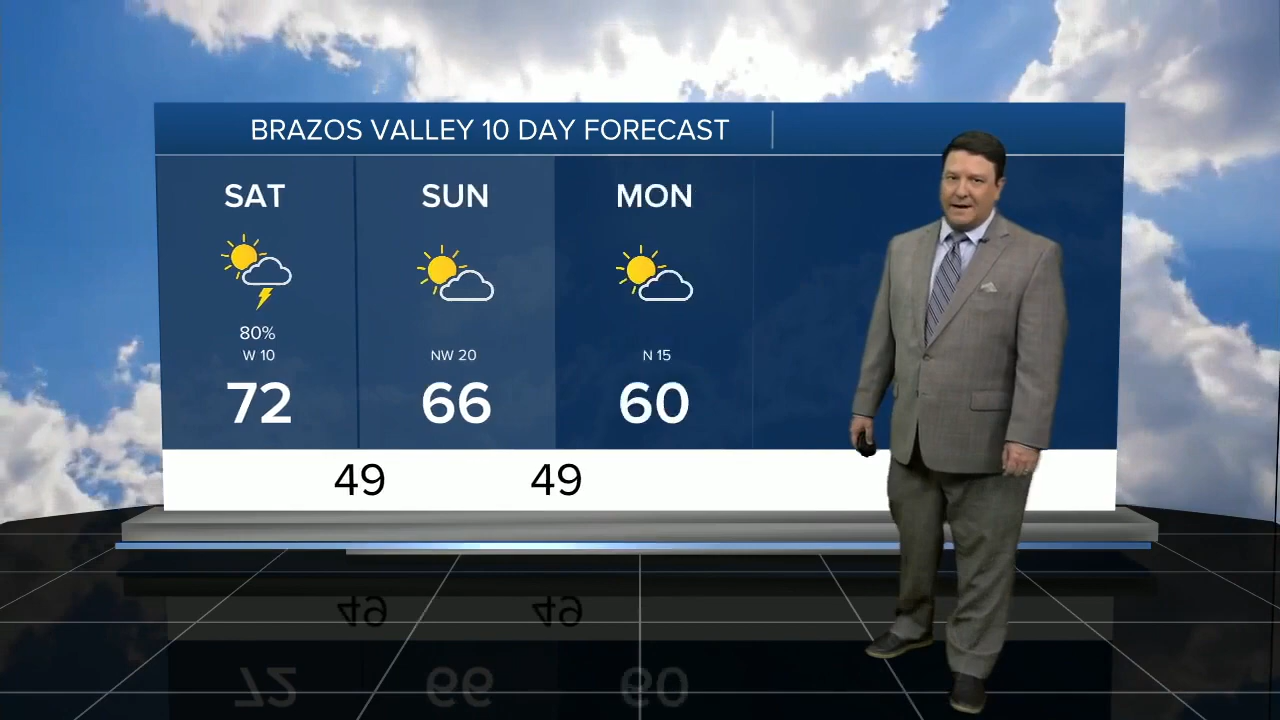 BRAZOS VALLEY 10 DAY FORECAST
SAT SUN MON
80%
W 10 NW 20 N 15
72 66 60
49 49